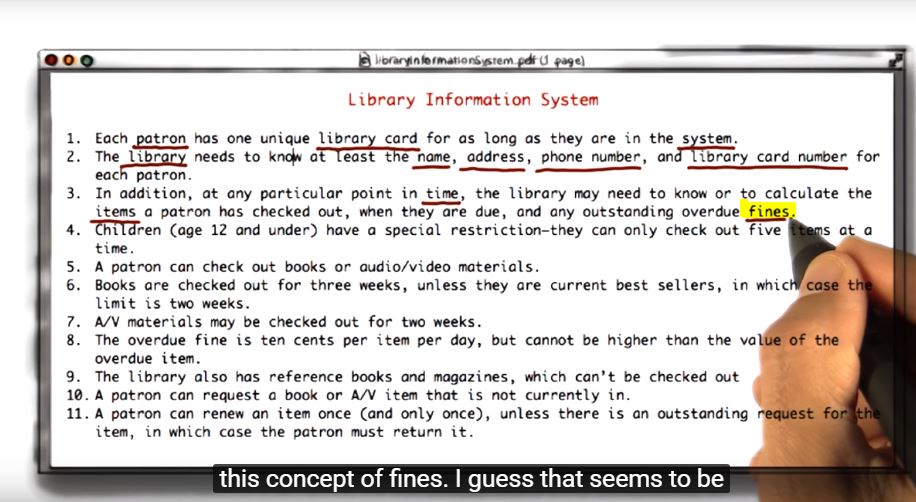 libraryInformationSystem.pdf (1 page)
Library Information System
1. Each patron has one unique library card for as long as they are in the system.
2. The library needs to know at least the name, address, phone number, and library card number for
each patron.
3. In addition, at any particular point in time, the library may need to know or to calculate the
items a patron has checked out, when they are due, and any outstanding overdue fines.
4. Children (age 12 and under) have a special restriction–they can only check out five items at a
time.
5. A patron can check out books or audio/video materials.
6. Books are checked out for three weeks, unless they are current best sellers, in which case the
limit is two weeks.
7. A/V materials may be checked out for two weeks.
8. The overdue fine is ten cents per item per day, but cannot be higher than the value of the
overdue item.
9. The library also has reference books and magazines, which can't be checked out
10. A patron can request a book or A/V item that is not currently in.
11. A patron can renew an item once (and only once), unless there is an outstanding request for the
item, in which case the patron must return it.
this concept of fines. I guess that seems to be